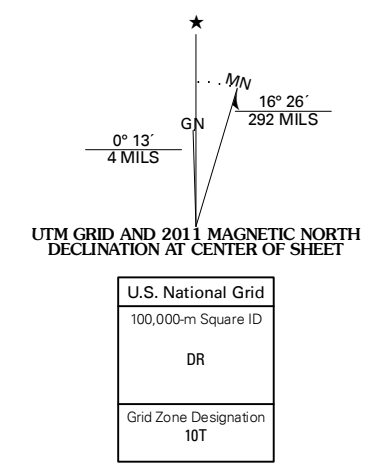 ★
MN
16° 26´
292 MILS
GN
0° 13´
4 MILS
UTM GRID AND 2011 MAGNETIC NORTH
DECLINATION AT CENTER OF SHEET
U.S. National Grid
100,000-m Square ID
DR
Grid Zone Designation
10T